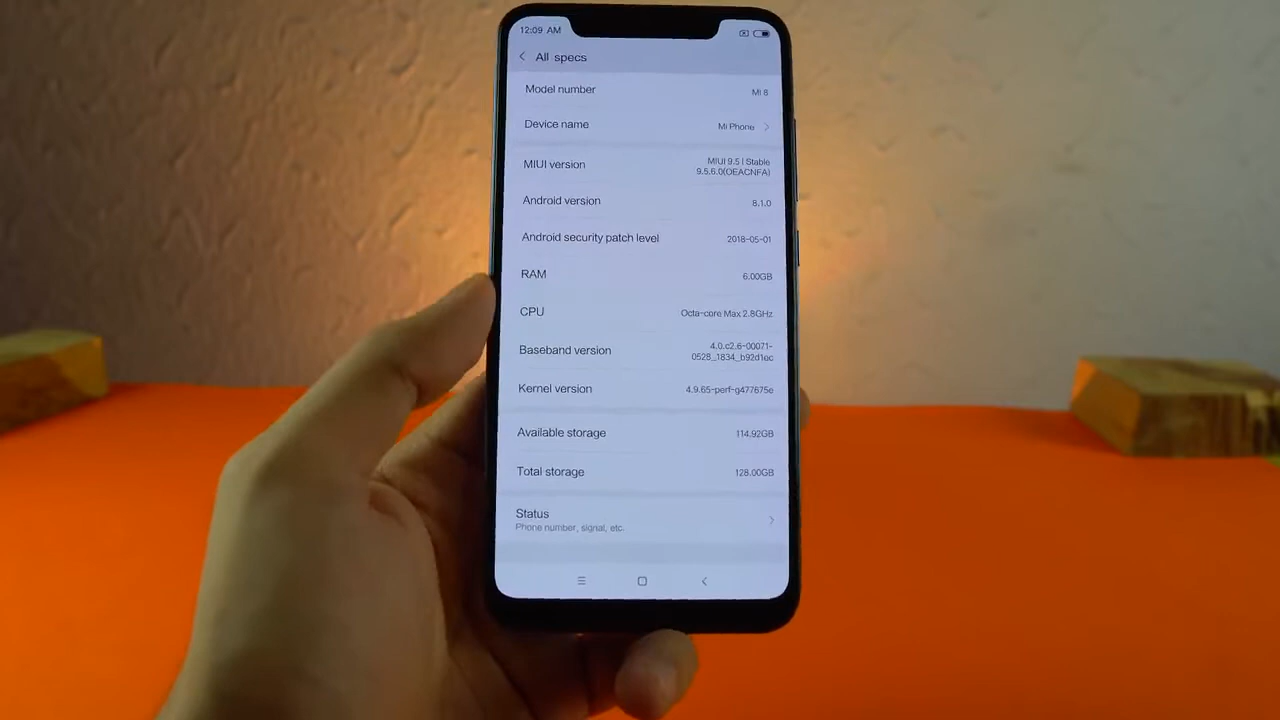 12:09 AM
All specs
Model number
MI 8
Device name
Mi Phone
MIUI version
MIUI 9.5 | Stable
9.5.6.0(OEACNFA)
Android version
8.1.0
Android security patch level
2018-05-01
RAM
6.00GB
CPU
Octa-core Max 2.8GHz
Baseband version
4.0.c2.6-00071-
0528_1834_b92d1ac
Kernel version
4.9.65-perf-g477675e
Available storage
114.92GB
Total storage
128.00GB
Status
Phone number, signal, etc.